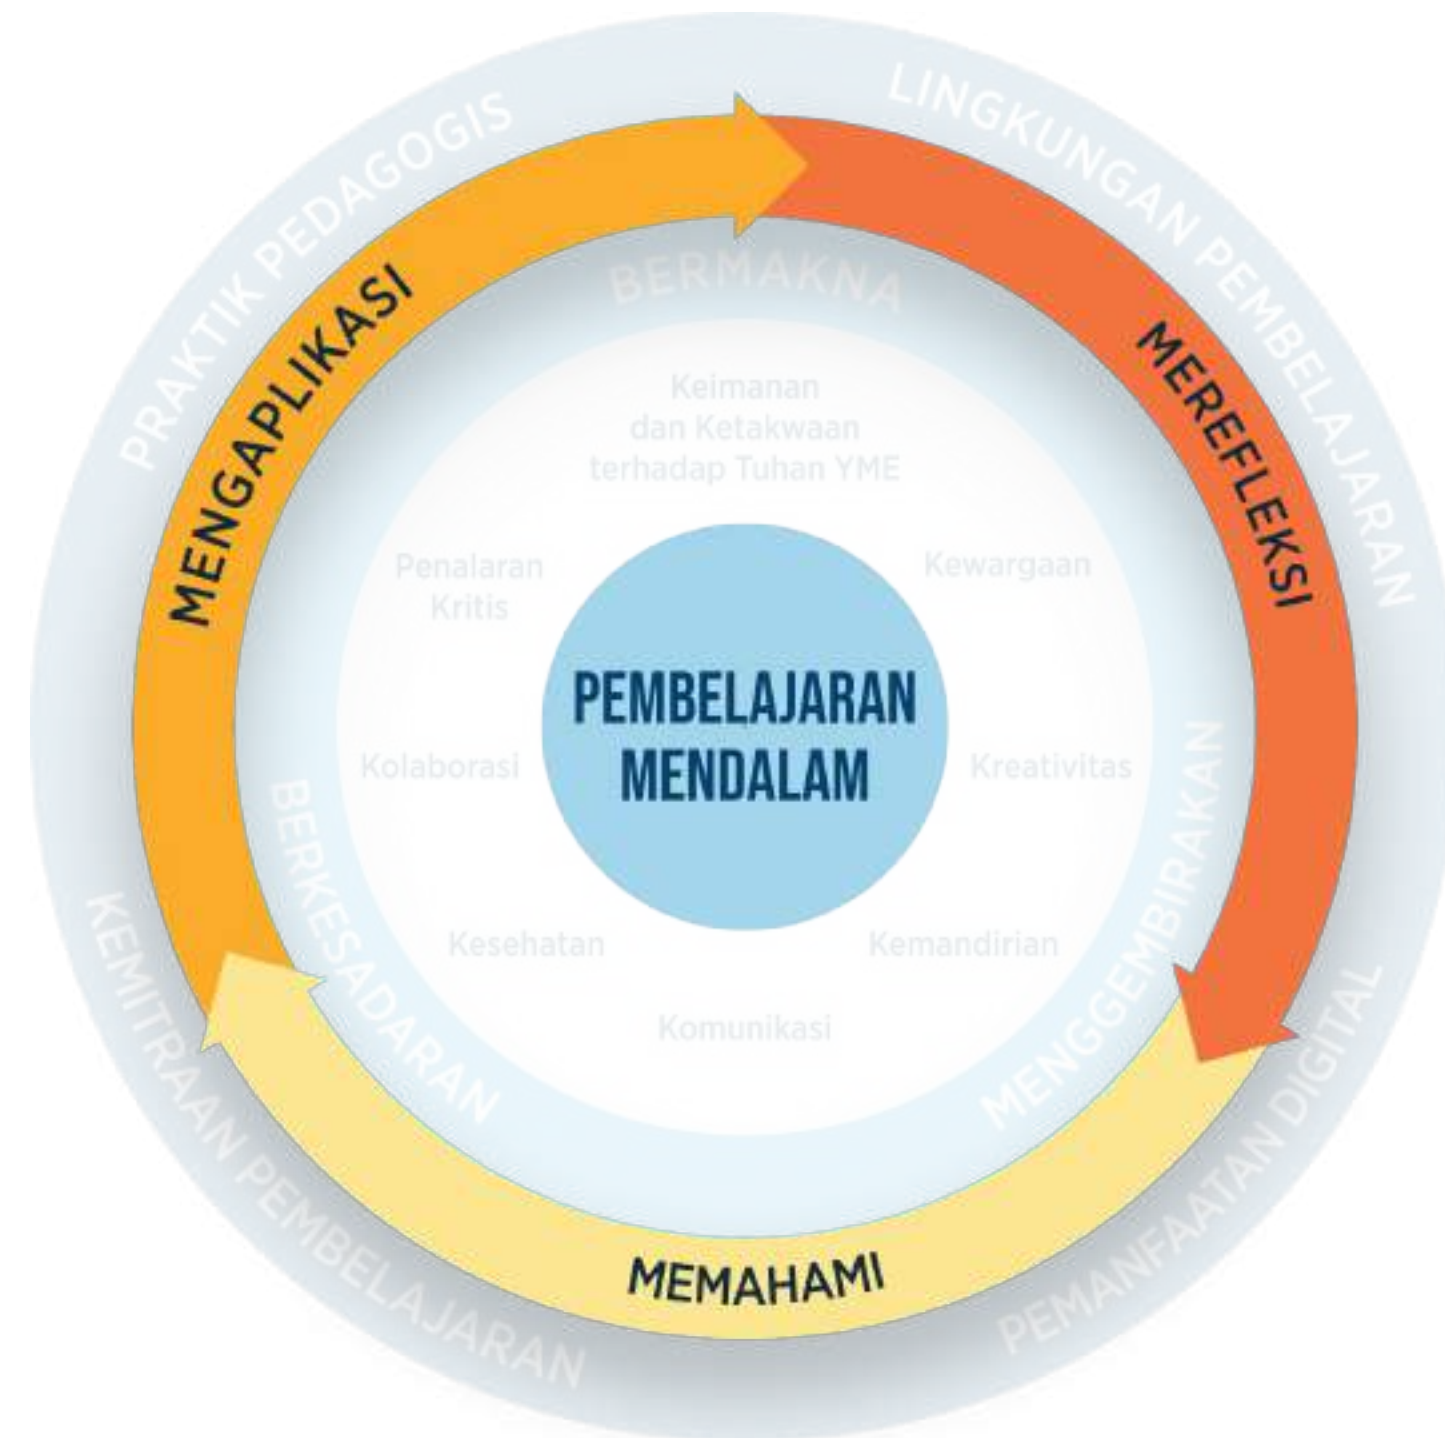 PRAKTIK PEDAGOGIS
LINGKUNGAN PEMBELAJARAN
MENGAPLIKASI
MEREFLEKSI
BERMAKNA
Keimanan
dan Ketakwaan
terhadap Tuhan YME
Penalaran
Kritis
Kewargaan
PEMBELAJARAN
MENDALAM
Kolaborasi
Kreativitas
BERKESADARAN
MENGGEMBIRAKAN
Kesehatan
Kemandirian
Komunikasi
KEMITRAAN PEMBELAJARAN
PEMANFAATAN DIGITAL
MEMAHAMI